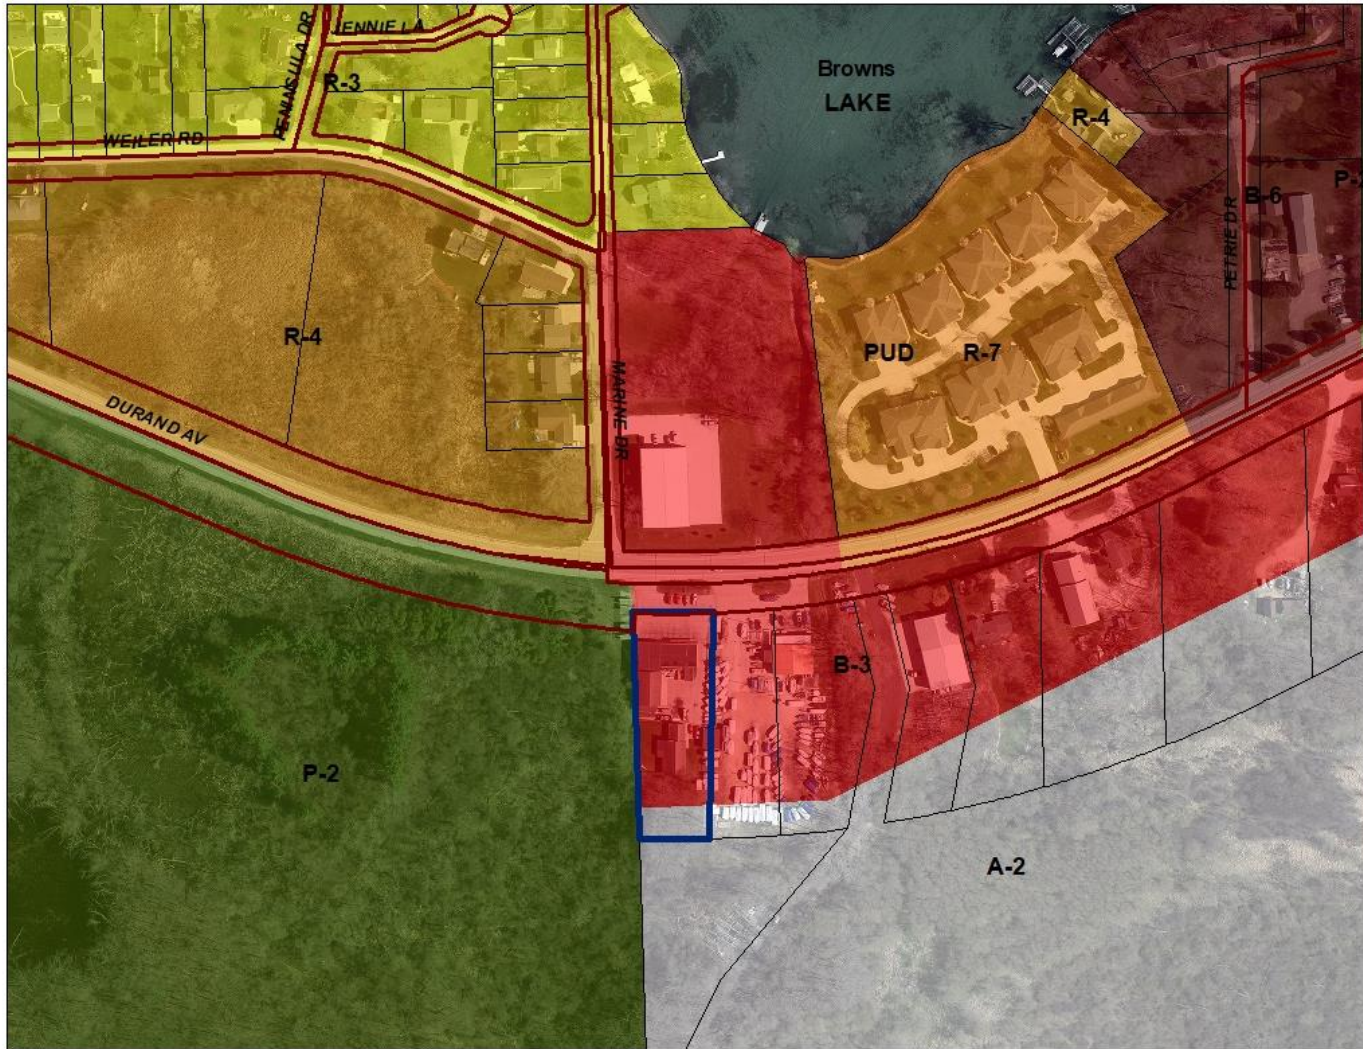 JENNIE LA
PENINSULA DR
R-3
WEILER RD
Browns
LAKE
R-4
B-6
PETRIE DR
R-4
PUD
R-7
MARINE DR
DURAND AV
B-3
P-2
A-2